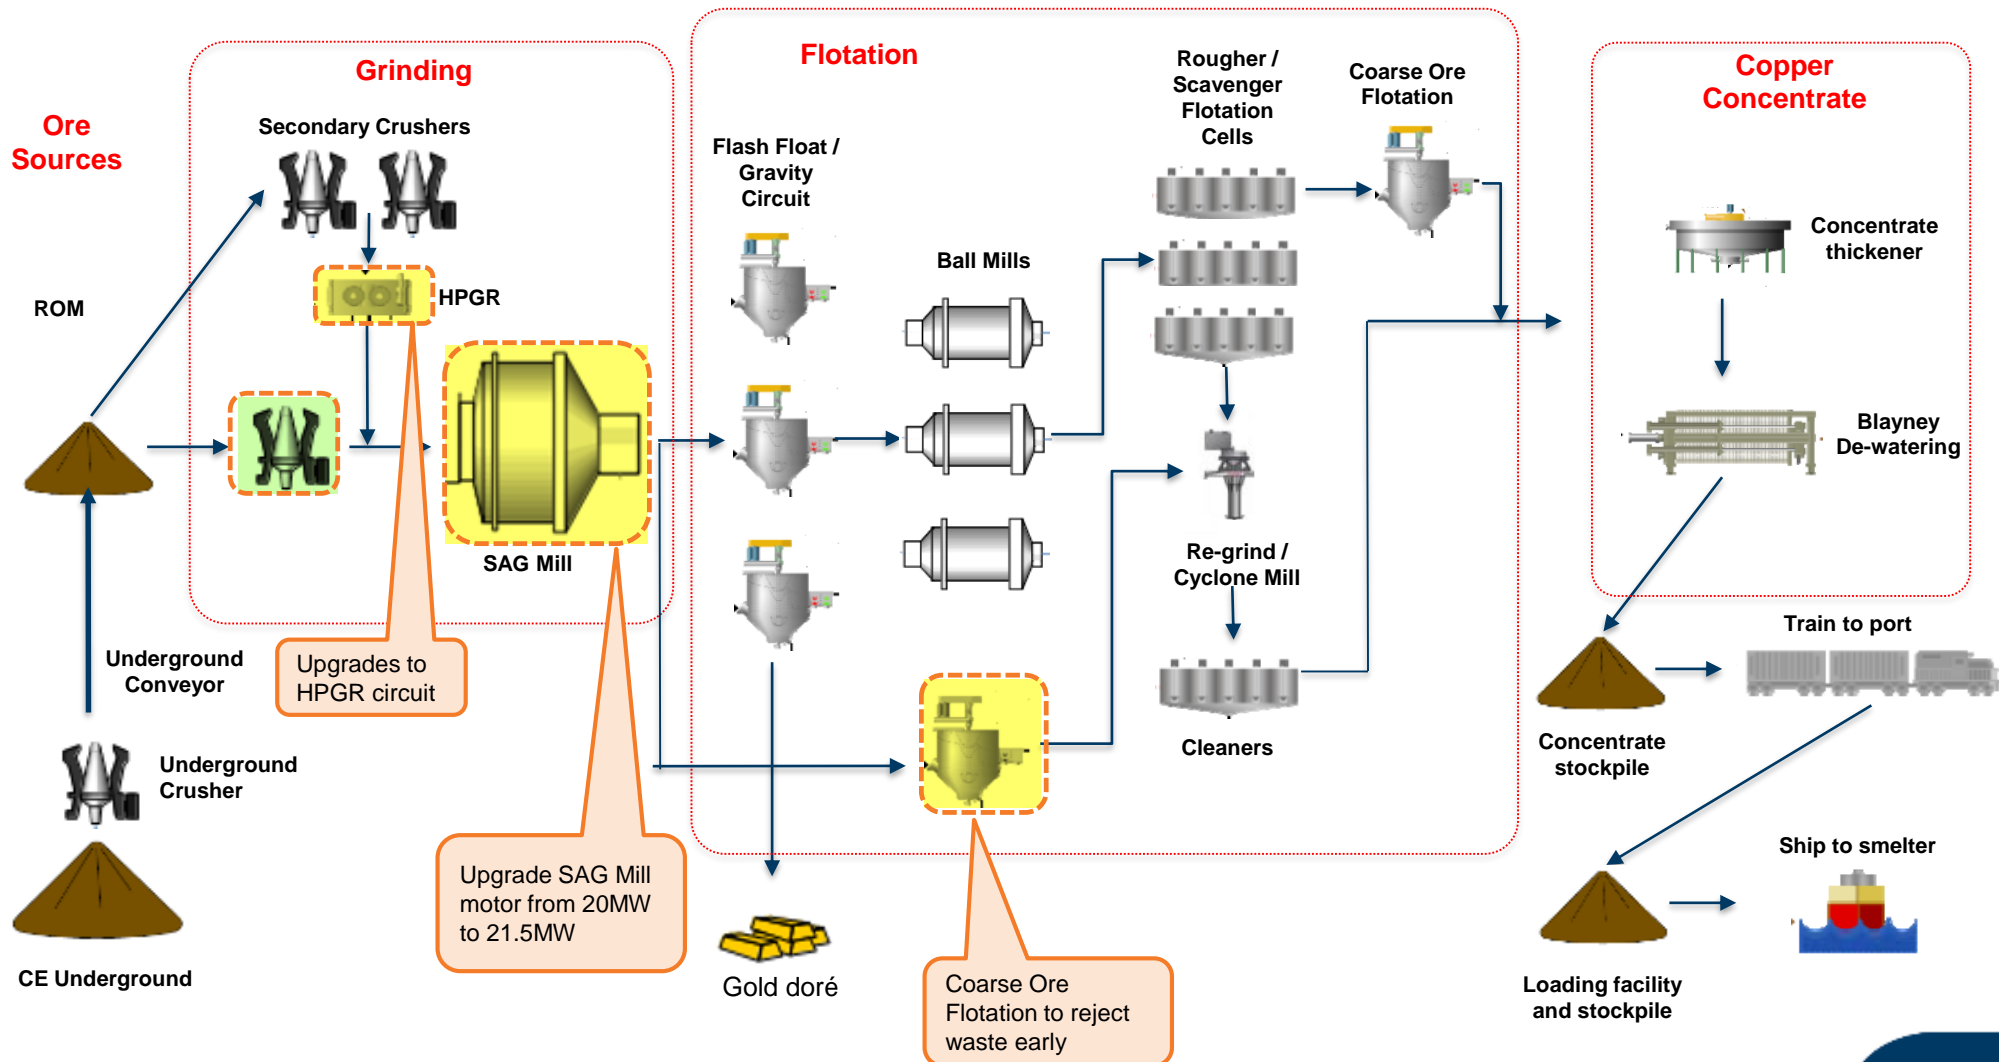 Ore
Sources
ROM
Underground
Conveyor
Underground
Crusher
CE Underground
Grinding
Secondary Crushers
HPGR
SAG Mill
Upgrades to
HPGR circuit
Upgrade SAG Mill
motor from 20MW
to 21.5MW
Flotation
Flash Float /
Gravity
Circuit
Ball Mills
Rougher /
Scavenger
Flotation
Cells
Coarse Ore
Flotation
Re-grind /
Cyclone Mill
Cleaners
Gold doré
Coarse Ore
Flotation to reject
waste early
Copper
Concentrate
Concentrate
thickener
Blayney
De-watering
Train to port
Concentrate
stockpile
Ship to smelter
Loading facility
and stockpile